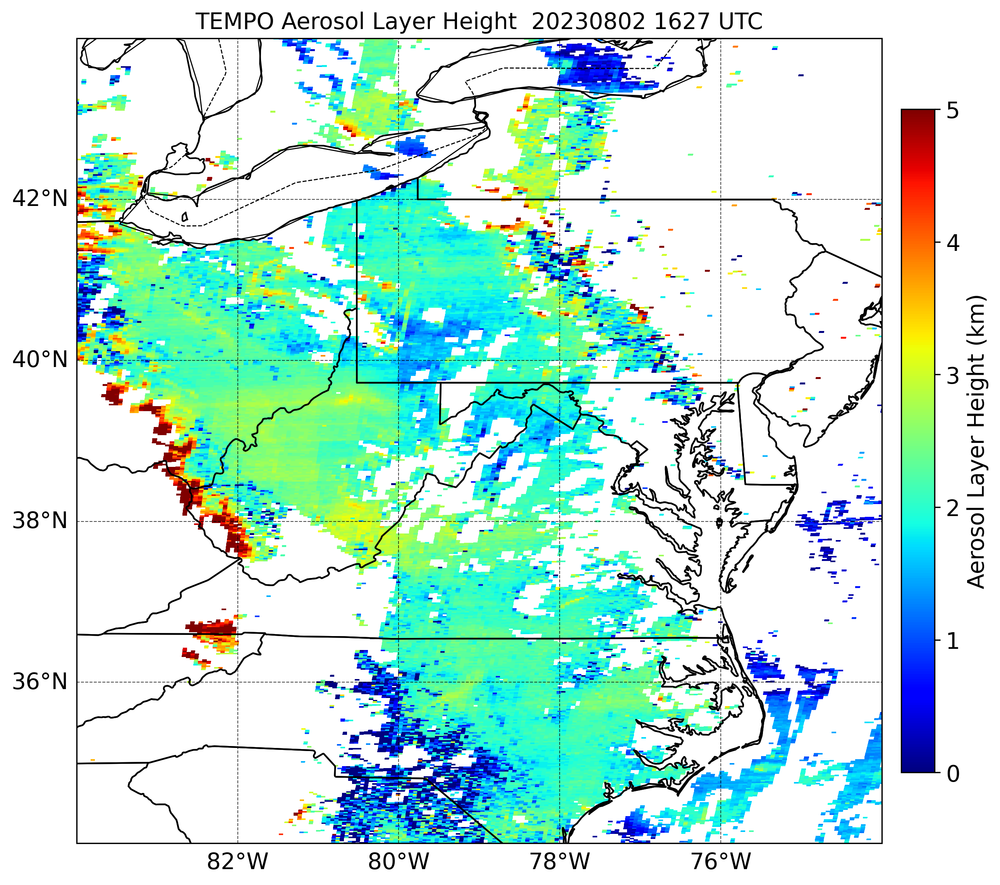 TEMPO Aerosol Layer Height  20230802 1627 UTC
42°N
40°N
38°N
36°N
82°W
80°W
78°W
76°W
5
4
3
2
1
0
Aerosol Layer Height (km)